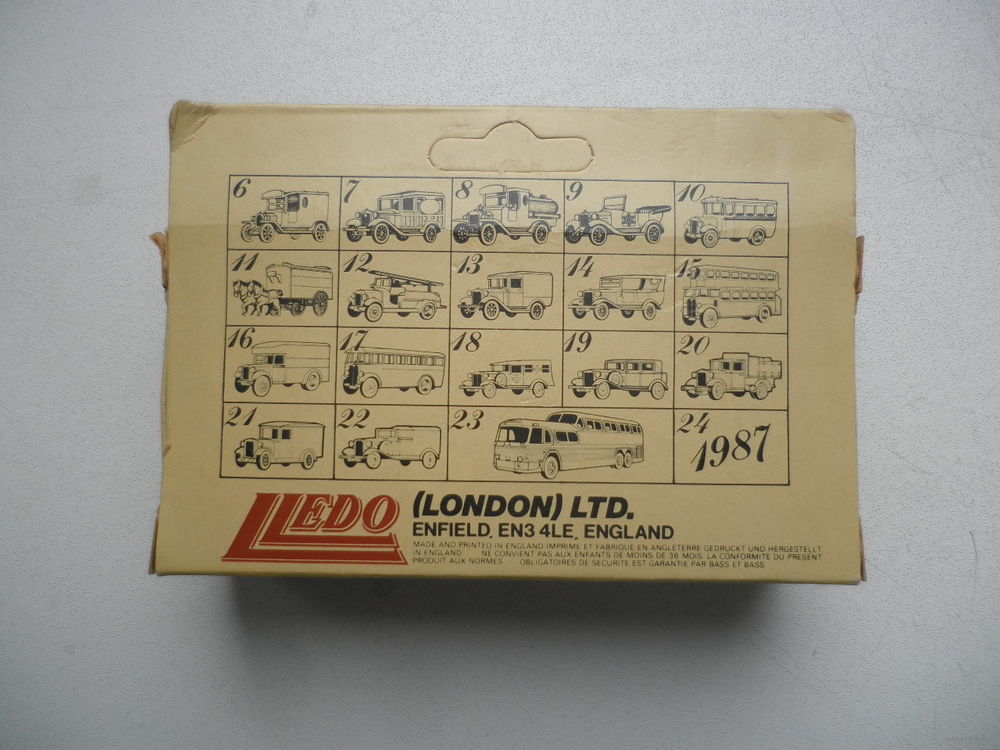 6 7 8 9 10
11 12 13 14 15
16 17 18 19 20
21 22 23 24 1987
LLEDO (LONDON) LTD.
ENFIELD, EN3 4LE, ENGLAND
MADE AND PRINTED IN ENGLAND IMPRIME ET FABRIQUE EN ANGLETERRE GEDRUCKT UND HERGESTELLT
IN ENGLAND NE CONVIENT PAS AUX ENFANTS DE MOINS DE 36 MOIS. LA CONFORMITE DU PRESENT
PRODUIT AUX NORMES OBLIGATOIRES DE SECURITE EST GARANTIE PAR BASS ET BASS.